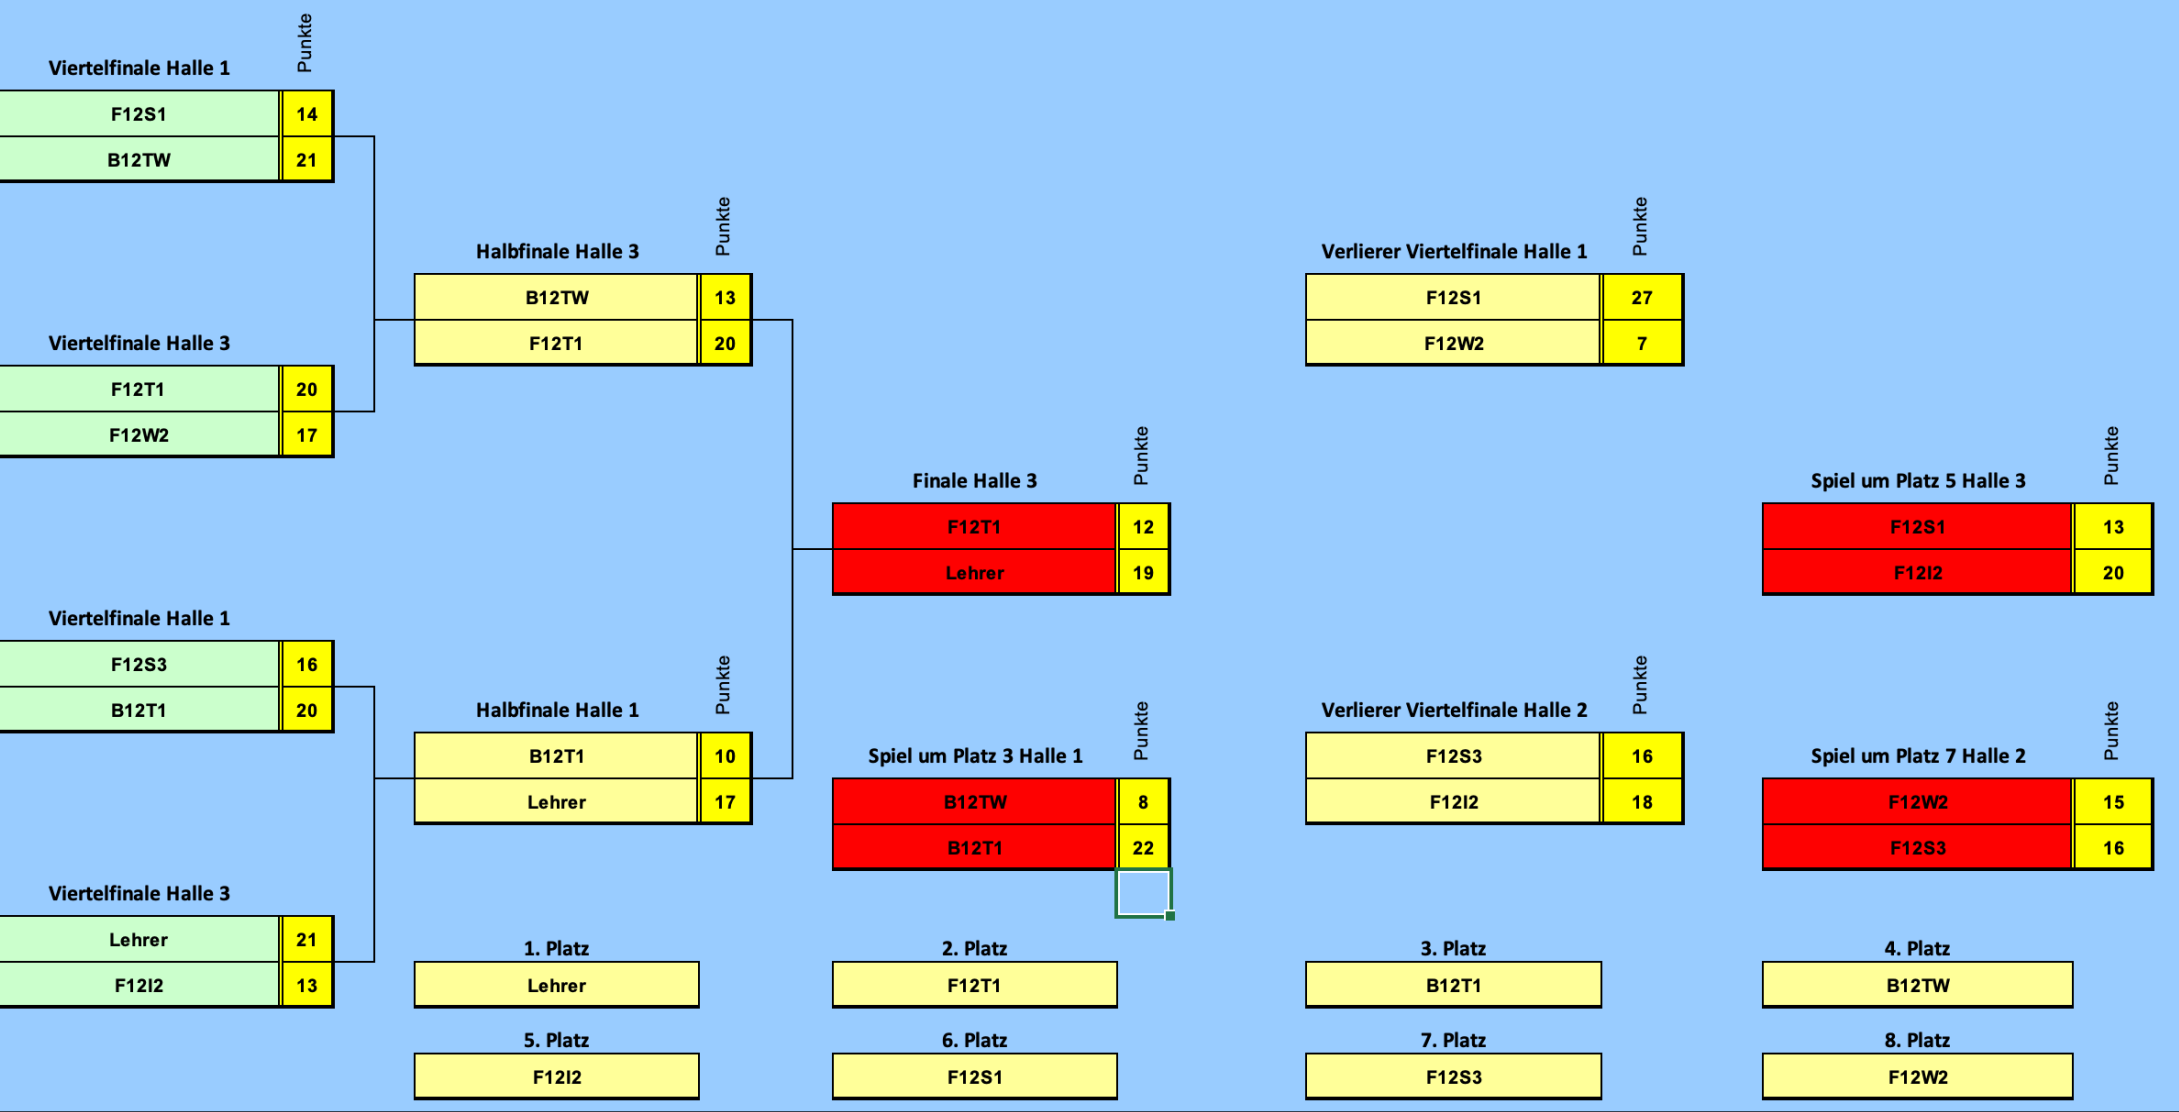 Punkte
Viertelfinale Halle 1
F12S1 14
B12TW 21
Viertelfinale Halle 3
F12T1 20
F12W2 17
Viertelfinale Halle 1
F12S3 16
B12T1 20
Viertelfinale Halle 3
Lehrer 21
F12I2 13
Punkte
Halbfinale Halle 3
B12TW 13
F12T1 20
Punkte
Halbfinale Halle 1
B12T1 10
Lehrer 17
Punkte
Finale Halle 3
F12T1 12
Lehrer 19
Punkte
Spiel um Platz 3 Halle 1
B12TW 8
B12T1 22
Punkte
Verlierer Viertelfinale Halle 1
F12S1 27
F12W2 7
Punkte
Verlierer Viertelfinale Halle 2
F12S3 16
F12I2 18
Punkte
Spiel um Platz 5 Halle 3
F12S1 13
F12I2 20
Punkte
Spiel um Platz 7 Halle 2
F12W2 15
F12S3 16
1. Platz
Lehrer
2. Platz
F12T1
3. Platz
B12T1
4. Platz
B12TW
5. Platz
F12I2
6. Platz
F12S1
7. Platz
F12S3
8. Platz
F12W2